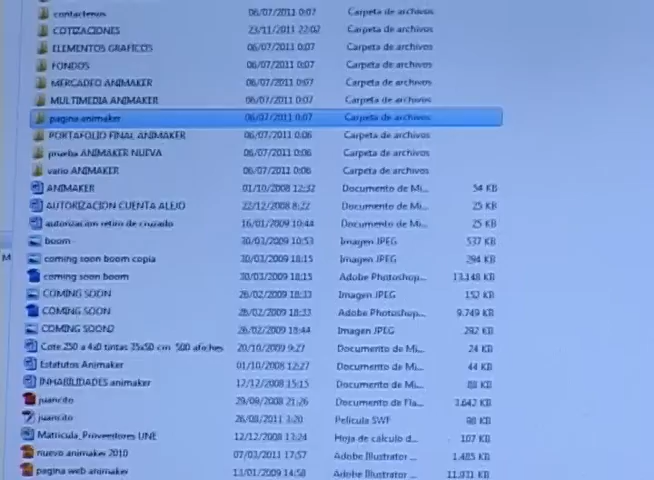 contactenos 06/07/2011 0:07 Carpeta de archivos
COTIZACIONES 23/11/2011 22:02 Carpeta de archivos
ELEMENTOS GRAFICOS 06/07/2011 0:07 Carpeta de archivos
FONDOS 06/07/2011 0:07 Carpeta de archivos
MERCADEO ANIMAKER 06/07/2011 0:07 Carpeta de archivos
MULTIMEDIA ANIMAKER 06/07/2011 0:07 Carpeta de archivos
pagina animaker 06/07/2011 0:07 Carpeta de archivos
PORTAFOLIO FINAL ANIMAKER 06/07/2011 0:06 Carpeta de archivos
prueba ANIMAKER NUEVA 06/07/2011 0:06 Carpeta de archivos
vario ANIMAKER 06/07/2011 0:06 Carpeta de archivos
ANIMAKER 01/10/2008 12:32 Documento de Mi... 54 KB
AUTORIZACION CUENTA ALEJO 22/12/2008 8:22 Documento de Mi... 25 KB
autorizacion retiro de cruzado 16/01/2009 10:44 Documento de Mi... 25 KB
boom 30/03/2009 10:53 Imagen JPEG 537 KB
coming soon boom copia 30/03/2009 18:15 Imagen JPEG 294 KB
coming soon boom 30/03/2009 18:15 Adobe Photoshop... 13.148 KB
COMING SOON 26/02/2009 18:33 Imagen JPEG 152 KB
COMING SOON 26/02/2009 18:33 Adobe Photoshop... 9.749 KB
COMING SOON2 26/02/2009 18:44 Imagen JPEG 292 KB
M
Cote 250 a 4x0 tintas 35x50 cm 500 afiches 20/10/2009 9:27 Documento de Mi... 24 KB
Estatutos Animaker 01/10/2008 12:27 Documento de Mi... 44 KB
INHABILIDADES animaker 17/12/2008 15:15 Documento de Mi... 88 KB
juancito 29/08/2008 21:26 Documento de Fla... 3.642 KB
juancito 26/08/2011 3:20 Película SWF 98 KB
Matricula_Proveedores UNE 12/12/2008 13:24 Hoja de cálculo d... 107 KB
nuevo animaker 2010 07/03/2011 17:57 Adobe Illustrator ... 1.485 KB
pagina web animaker 13/01/2009 14:58 Adobe Illustrator ... 11.931 KB